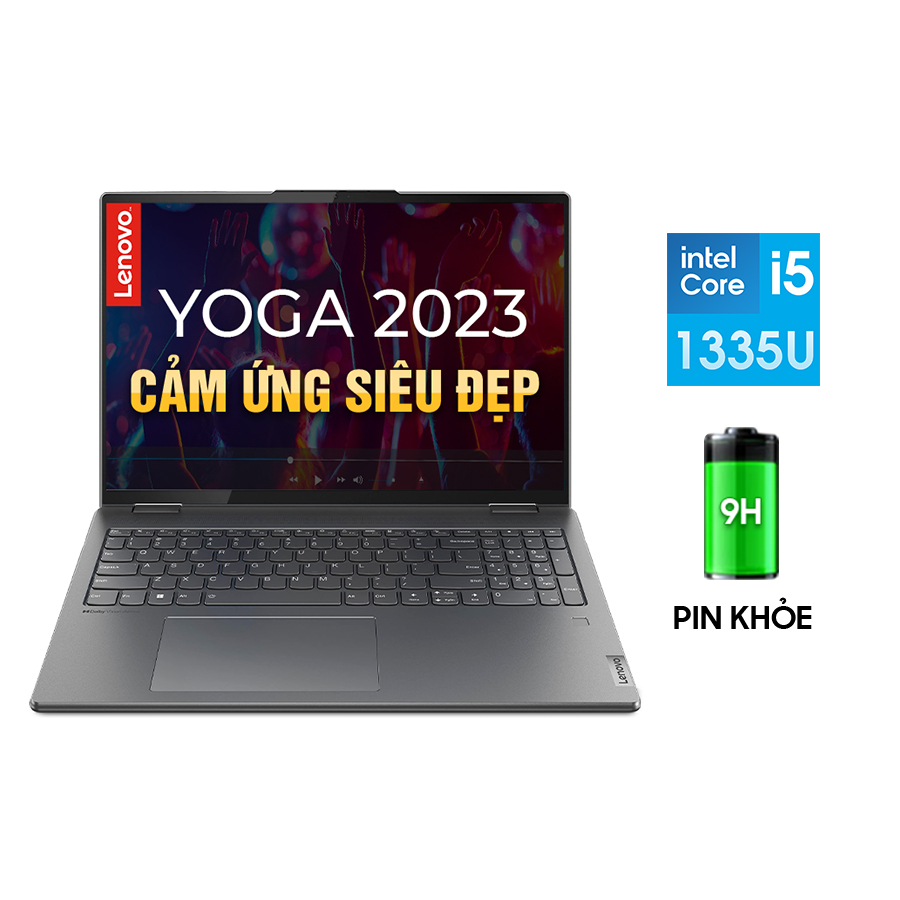 Lenovo
YOGA 2023
CẢM ỨNG SIÊU ĐẸP
Lenovo
intel
Core
i5
1335U
9H
PIN KHỎE